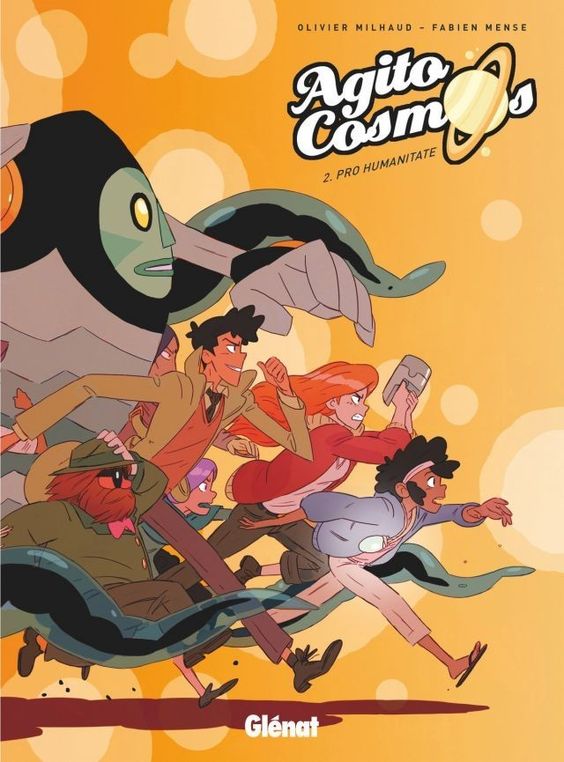 OLIVIER MILHAUD – FABIEN MENSE
Agito
Cosmos
2. PRO HUMANITATE
Glénat